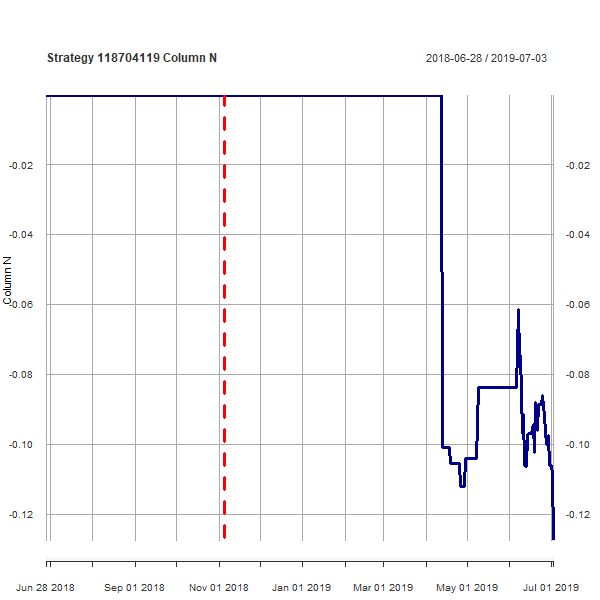 Strategy 118704119 Column N
2018-06-28 / 2019-07-03
-0.02
-0.02
-0.04
-0.04
Column N
-0.06
-0.06
-0.08
-0.08
-0.10
-0.10
-0.12
-0.12
Jun 28 2018
Sep 01 2018
Nov 01 2018
Jan 01 2019
Mar 01 2019
May 01 2019
Jul 01 2019